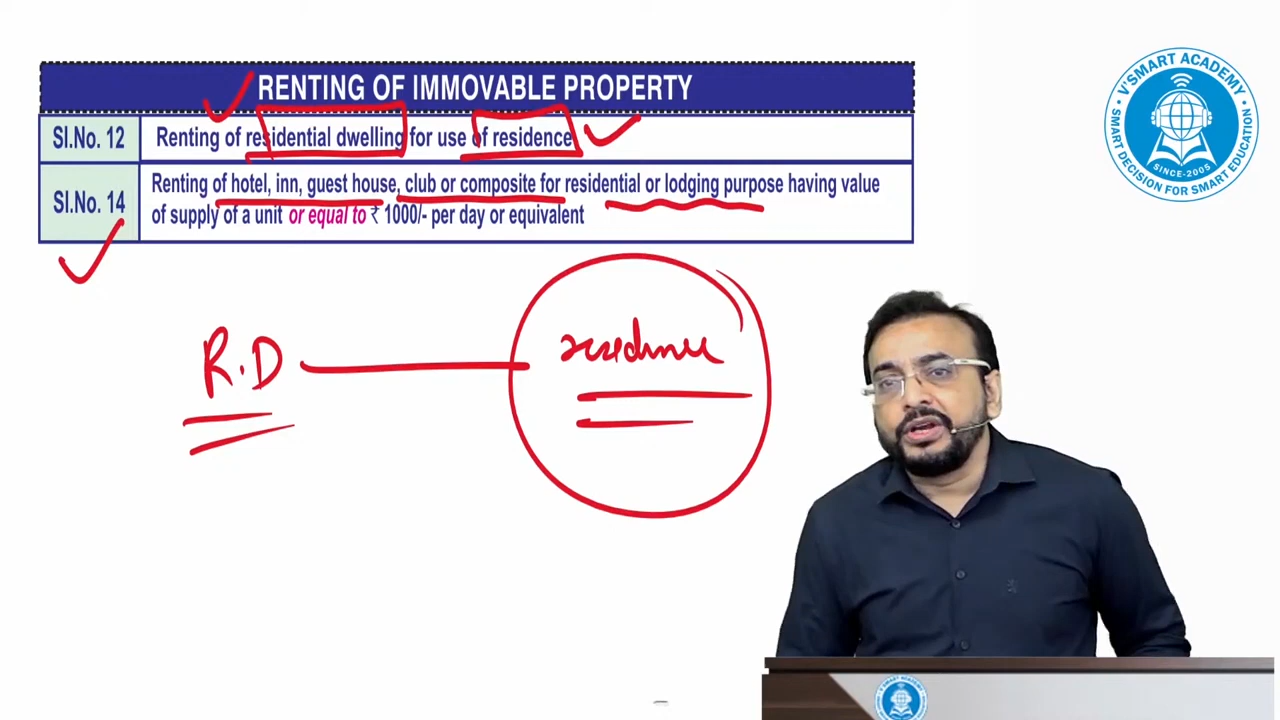 RENTING OF IMMOVABLE PROPERTY
Sl.No. 12
Renting of residential dwelling for use of residence
Sl.No. 14
Renting of hotel, inn, guest house, club or composite for residential or lodging purpose having value
of supply of a unit or equal to ₹ 1000/- per day or equivalent
R.D
residence
V'SMART ACADEMY
SINCE-2005
SMART DECISION FOR SMART EDUCATION